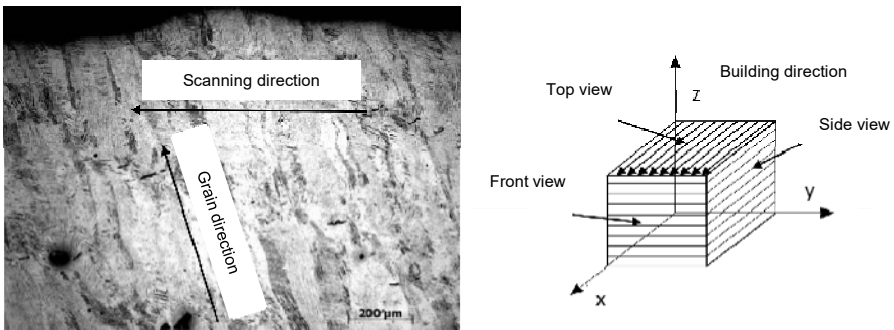 Scanning direction
Grain direction
200 µm
Building direction
Z
Top view
Side view
Front view
y
x